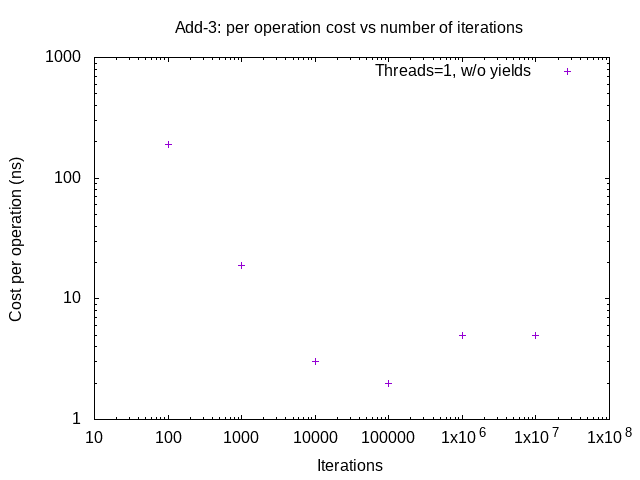 Add-3: per operation cost vs number of iterations
Threads=1, w/o yields
Cost per operation (ns)
1000
100
10
1
10 100 1000 10000 100000 1x10^6 1x10^7 1x10^8
Iterations